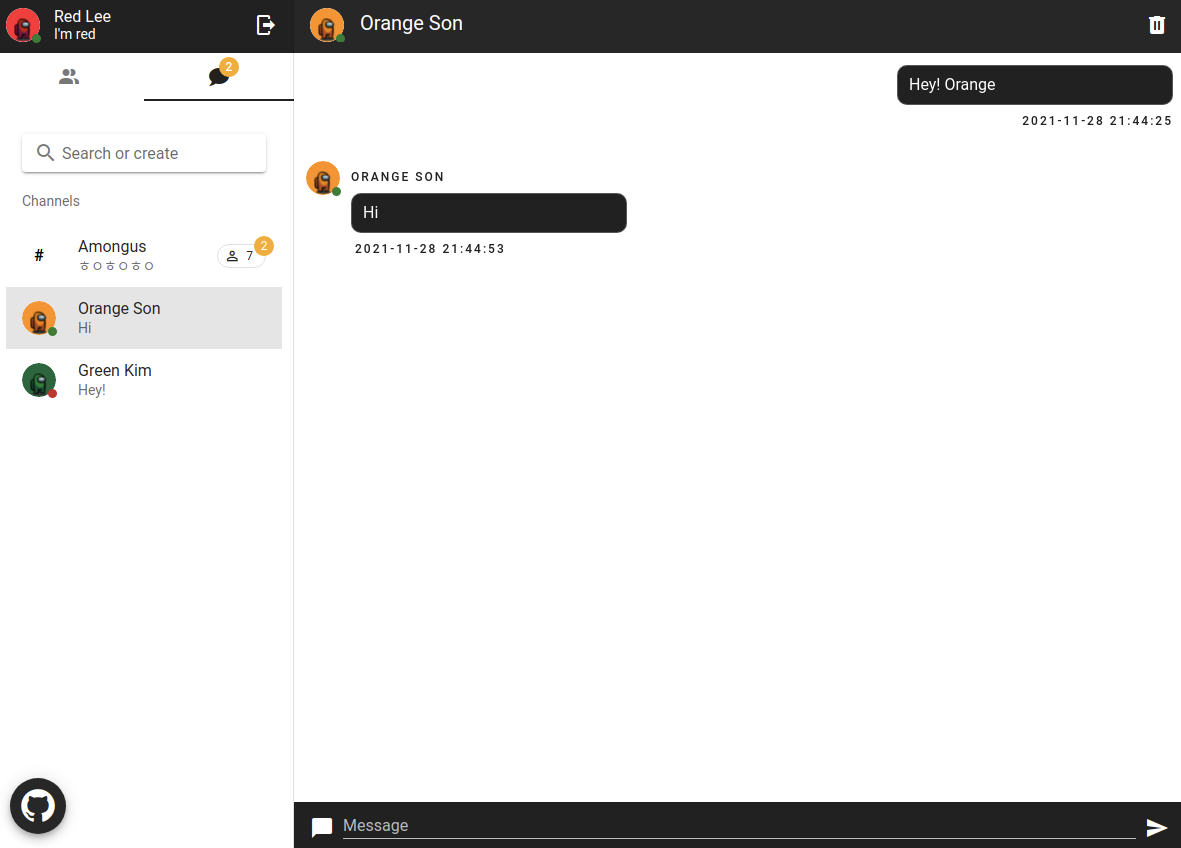 Red Lee
I'm red
2
Search or create
Channels
# Amongus 7 2
ㅎㅇㅎㅇㅎㅇ
Orange Son
Hi
Green Kim
Hey!
Orange Son
Hey! Orange
2021-11-28 21:44:25
ORANGE SON
Hi
2021-11-28 21:44:53
Message